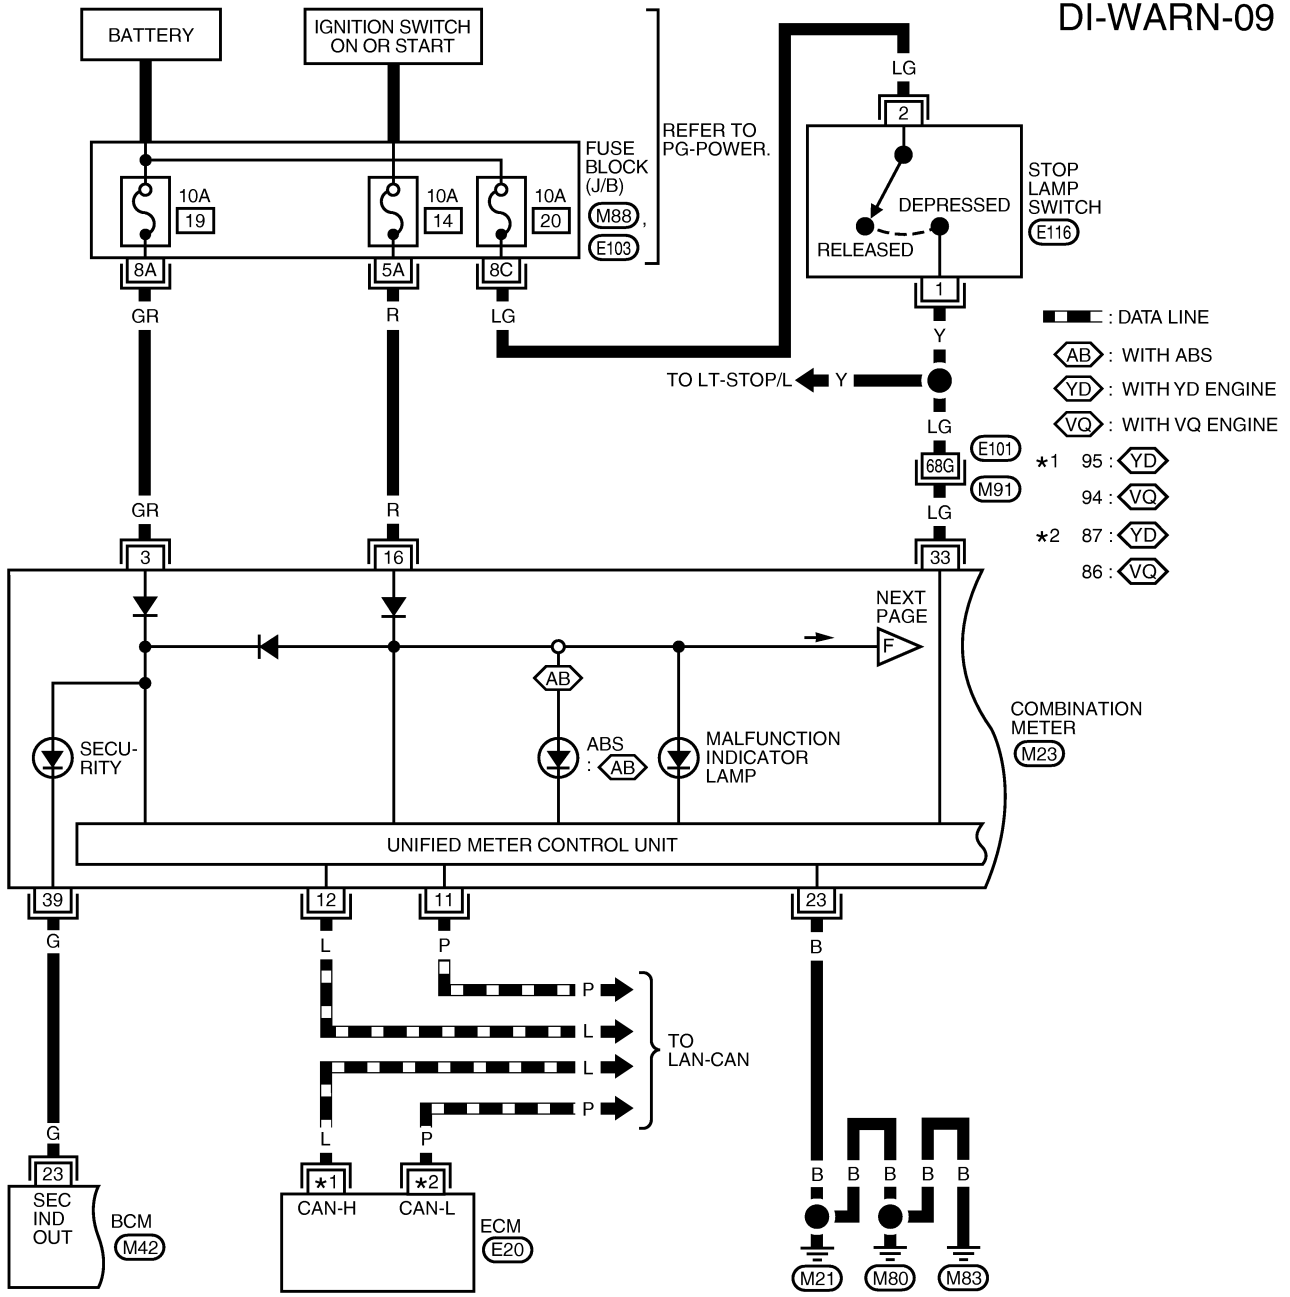 DI-WARN-09
BATTERY
IGNITION SWITCH
ON OR START
REFER TO
PG-POWER.
FUSE
BLOCK
(J/B)
M88 ,
E103
10A
19
10A
14
10A
20
8A
5A
8C
GR
R
LG
LG
2
STOP
LAMP
SWITCH
E116
DEPRESSED
RELEASED
1
Y
TO LT-STOP/L
Y
LG
E101
68G
M91
LG
: DATA LINE
AB : WITH ABS
YD : WITH YD ENGINE
VQ : WITH VQ ENGINE
*1 95 : YD
94 : VQ
*2 87 : YD
86 : VQ
GR
R
3
16
33
NEXT
PAGE
F
AB
SECU-
RITY
ABS
: AB
MALFUNCTION
INDICATOR
LAMP
COMBINATION
METER
M23
UNIFIED METER CONTROL UNIT
39
12
11
23
G
L
P
B
P
L
L
P
TO
LAN-CAN
G
L
P
B
B
B
B
B
23
*1
*2
SEC
IND
OUT
BCM
M42
CAN-H
CAN-L
ECM
E20
M21
M80
M83